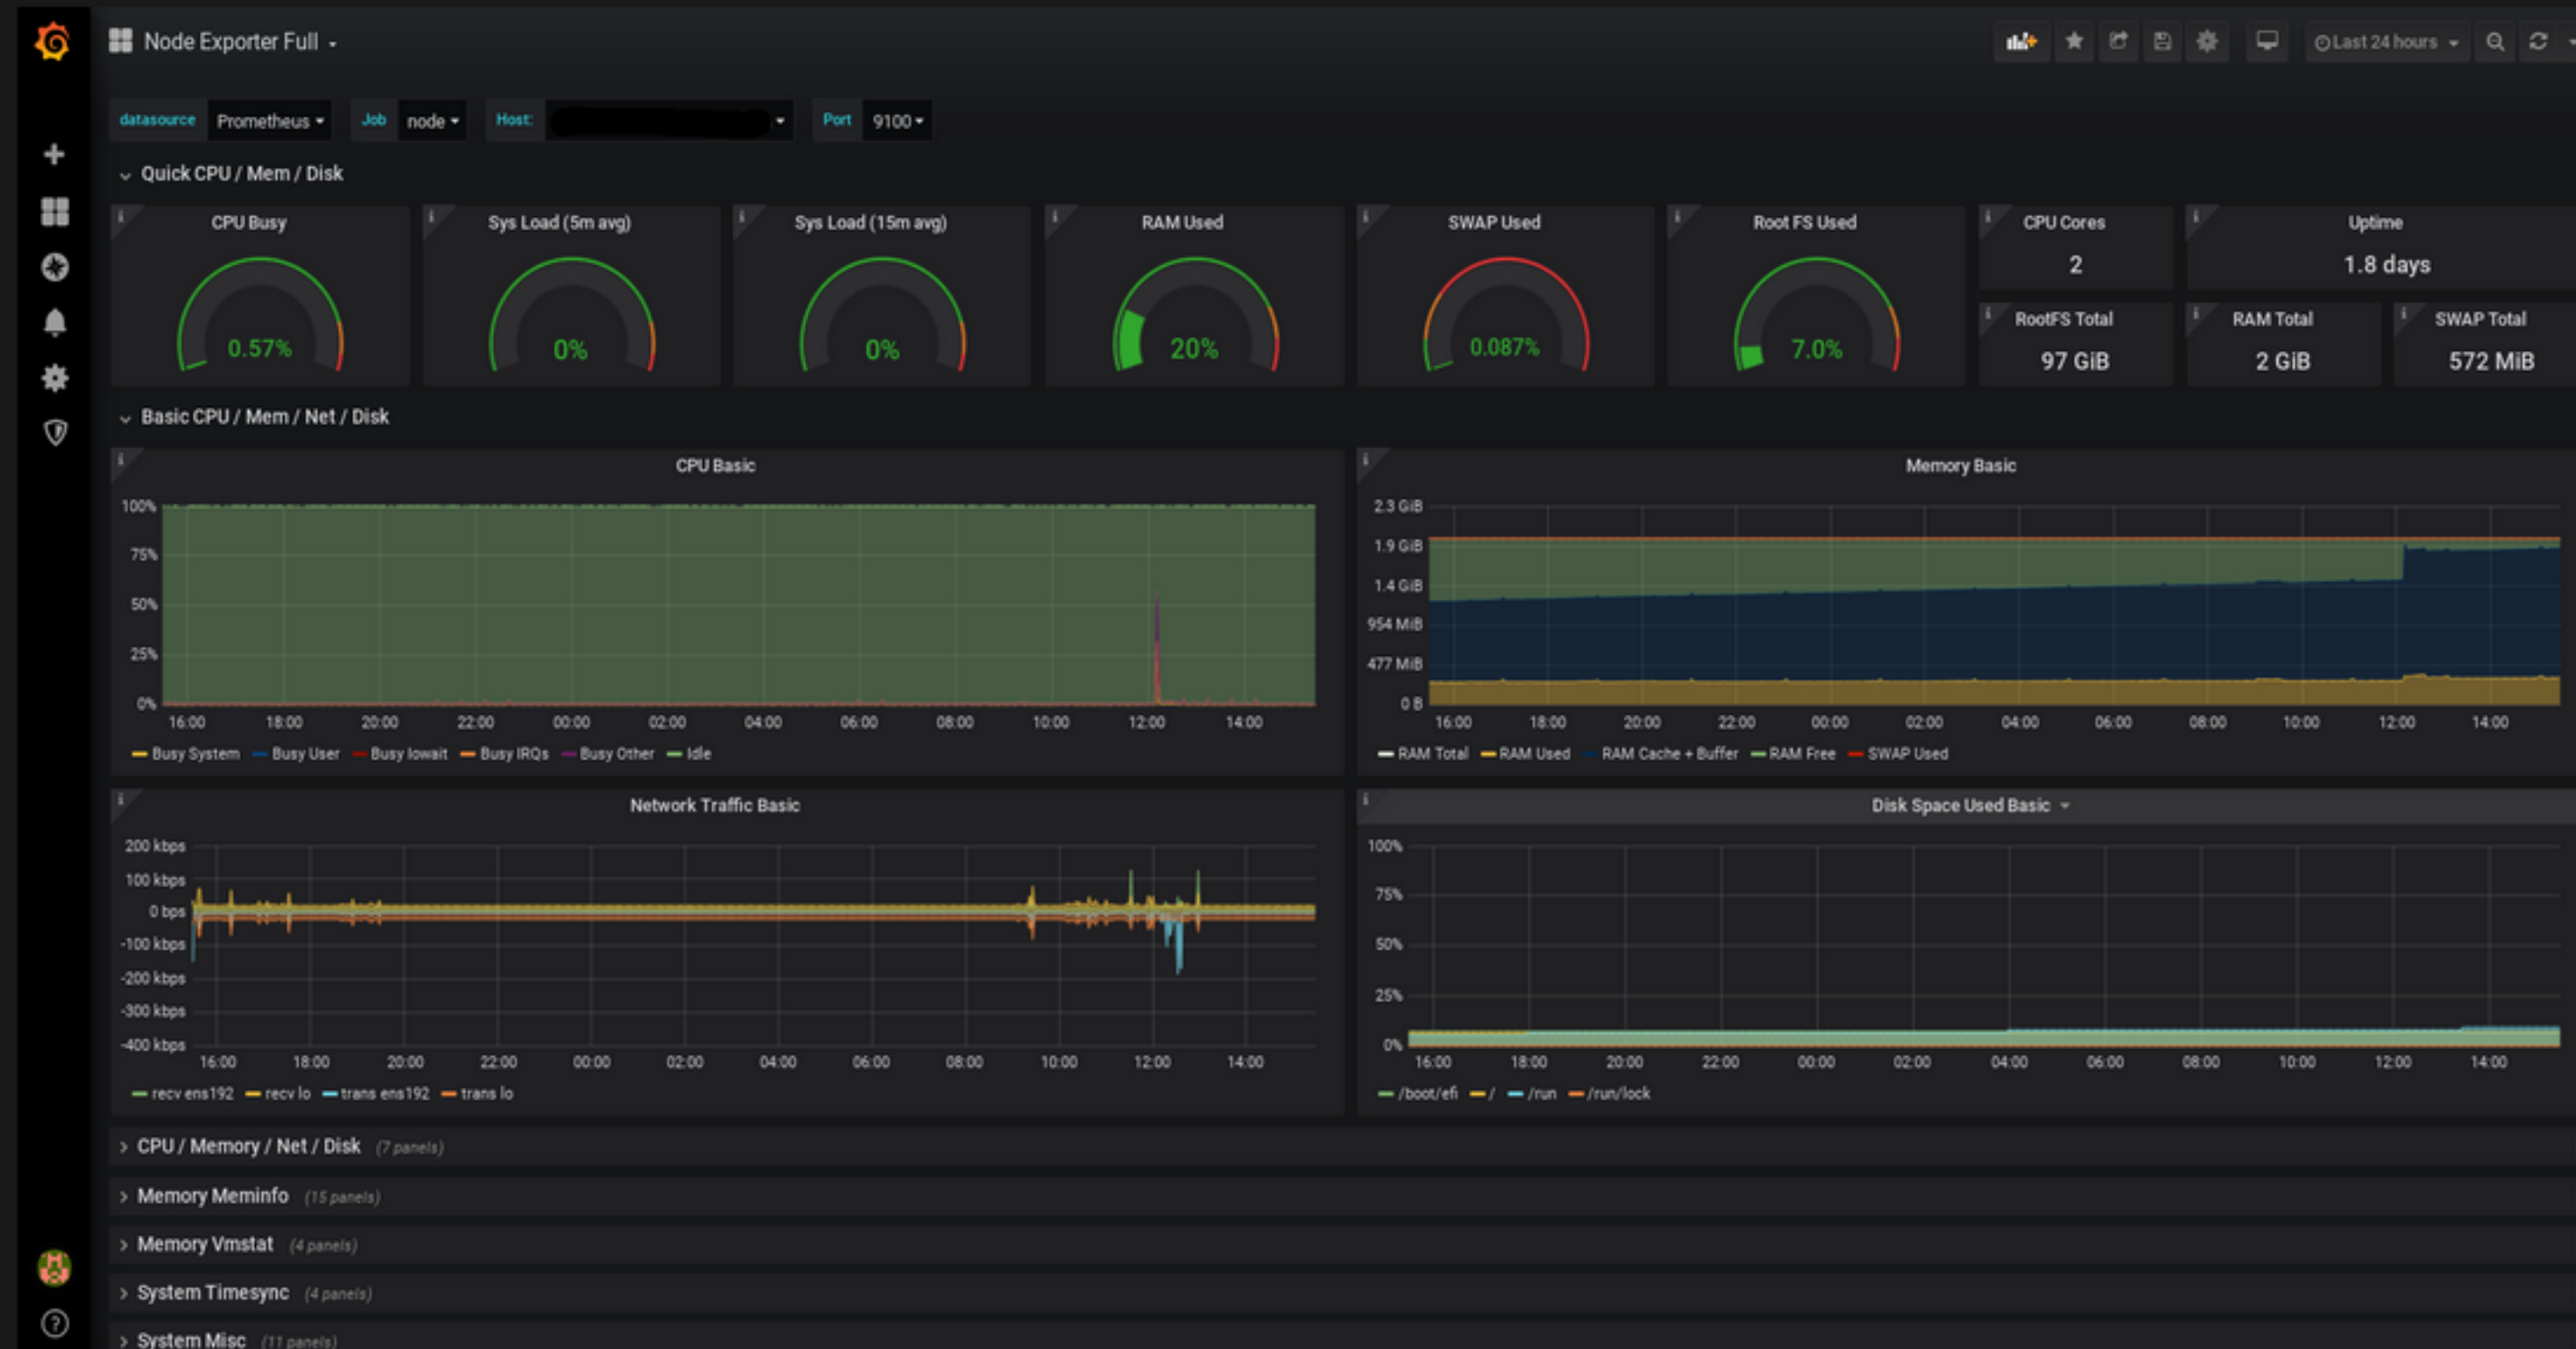 Node Exporter Full
Last 24 hours
datasource Prometheus Job node Host: Port 9100
Quick CPU / Mem / Disk
CPU Busy Sys Load (5m avg) Sys Load (15m avg) RAM Used SWAP Used Root FS Used CPU Cores Uptime
2 1.8 days
0.57% 0% 0% 20% 0.087% 7.0%
RootFS Total RAM Total SWAP Total
97 GiB 2 GiB 572 MiB
Basic CPU / Mem / Net / Disk
CPU Basic
100%
75%
50%
25%
0%
16:00 18:00 20:00 22:00 00:00 02:00 04:00 06:00 08:00 10:00 12:00 14:00
Busy System Busy User Busy Iowait Busy IRQs Busy Other Idle
Memory Basic
2.3 GiB
1.9 GiB
1.4 GiB
954 MiB
477 MiB
0 B
16:00 18:00 20:00 22:00 00:00 02:00 04:00 06:00 08:00 10:00 12:00 14:00
RAM Total RAM Used RAM Cache + Buffer RAM Free SWAP Used
Network Traffic Basic
200 kbps
100 kbps
0 bps
-100 kbps
-200 kbps
-300 kbps
-400 kbps
16:00 18:00 20:00 22:00 00:00 02:00 04:00 06:00 08:00 10:00 12:00 14:00
recv ens192 recv lo trans ens192 trans lo
Disk Space Used Basic
100%
75%
50%
25%
0%
16:00 18:00 20:00 22:00 00:00 02:00 04:00 06:00 08:00 10:00 12:00 14:00
/boot/efi / /run /run/lock
CPU / Memory / Net / Disk (7 panels)
Memory Meminfo (15 panels)
Memory Vmstat (4 panels)
System Timesync (4 panels)
System Misc (11 panels)